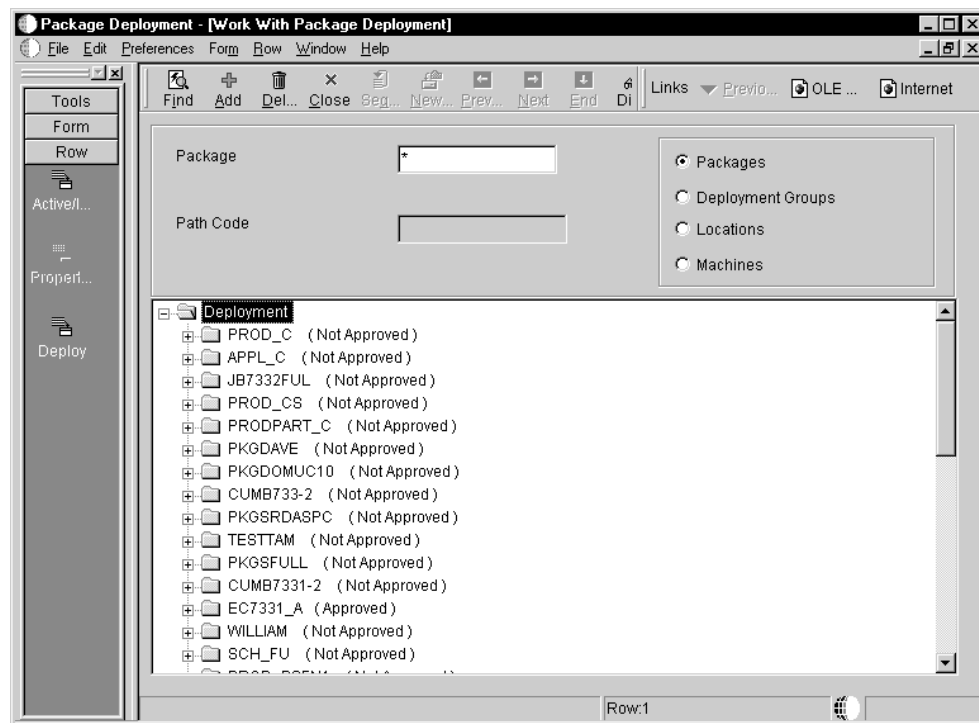 Package Deployment - [Work With Package Deployment]
File Edit Preferences Form Row Window Help
Tools
Form
Row
Active/I...
Propert...
Deploy
Find Add Del... Close Seq... New... Prev... Next End Di Links Previo... OLE ... Internet
Package *
Path Code
Packages
Deployment Groups
Locations
Machines
Deployment
PROD_C ( Not Approved )
APPL_C ( Not Approved )
JB7332FUL ( Not Approved )
PROD_CS ( Not Approved )
PRODPART_C ( Not Approved )
PKGDAVE ( Not Approved )
PKGDOMUC10 ( Not Approved )
CUMB733-2 ( Not Approved )
PKGSRDASPC ( Not Approved )
TESTTAM ( Not Approved )
PKGSFULL ( Not Approved )
CUMB7331-2 ( Not Approved )
EC7331_A ( Approved )
WILLIAM ( Not Approved )
SCH_FU ( Not Approved )
Row:1